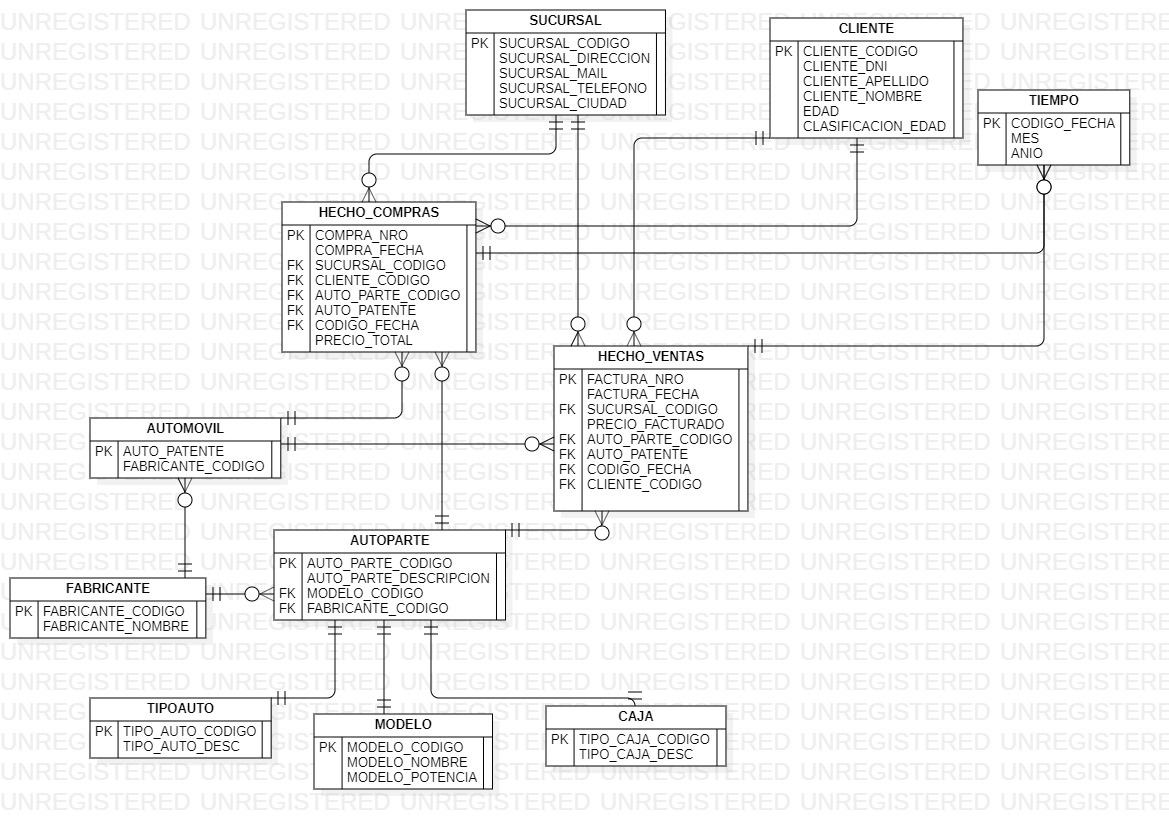 SUCURSAL
PK SUCURSAL_CODIGO
SUCURSAL_DIRECCION
SUCURSAL_MAIL
SUCURSAL_TELEFONO
SUCURSAL_CIUDAD
CLIENTE
PK CLIENTE_CODIGO
CLIENTE_DNI
CLIENTE_APELLIDO
CLIENTE_NOMBRE
EDAD
CLASIFICACION_EDAD
TIEMPO
PK CODIGO_FECHA
MES
ANIO
HECHO_COMPRAS
PK COMPRA_NRO
COMPRA_FECHA
FK SUCURSAL_CODIGO
FK CLIENTE_CODIGO
FK AUTO_PARTE_CODIGO
FK AUTO_PATENTE
FK CODIGO_FECHA
PRECIO_TOTAL
HECHO_VENTAS
PK FACTURA_NRO
FACTURA_FECHA
FK SUCURSAL_CODIGO
PRECIO_FACTURADO
FK AUTO_PARTE_CODIGO
FK AUTO_PATENTE
FK CODIGO_FECHA
FK CLIENTE_CODIGO
AUTOMOVIL
PK AUTO_PATENTE
FABRICANTE_CODIGO
AUTOPARTE
PK AUTO_PARTE_CODIGO
AUTO_PARTE_DESCRIPCION
FK MODELO_CODIGO
FK FABRICANTE_CODIGO
FABRICANTE
PK FABRICANTE_CODIGO
FABRICANTE_NOMBRE
TIPOAUTO
PK TIPO_AUTO_CODIGO
TIPO_AUTO_DESC
MODELO
PK MODELO_CODIGO
MODELO_NOMBRE
MODELO_POTENCIA
CAJA
PK TIPO_CAJA_CODIGO
TIPO_CAJA_DESC
UNREGISTERED